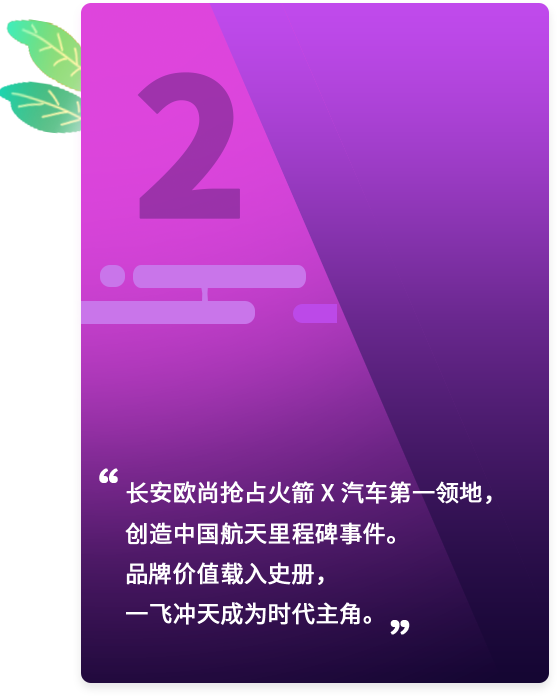 2
“长安欧尚抢占火箭 X 汽车第一领地，
创造中国航天里程碑事件。
品牌价值载入史册，
一飞冲天成为时代主角。”